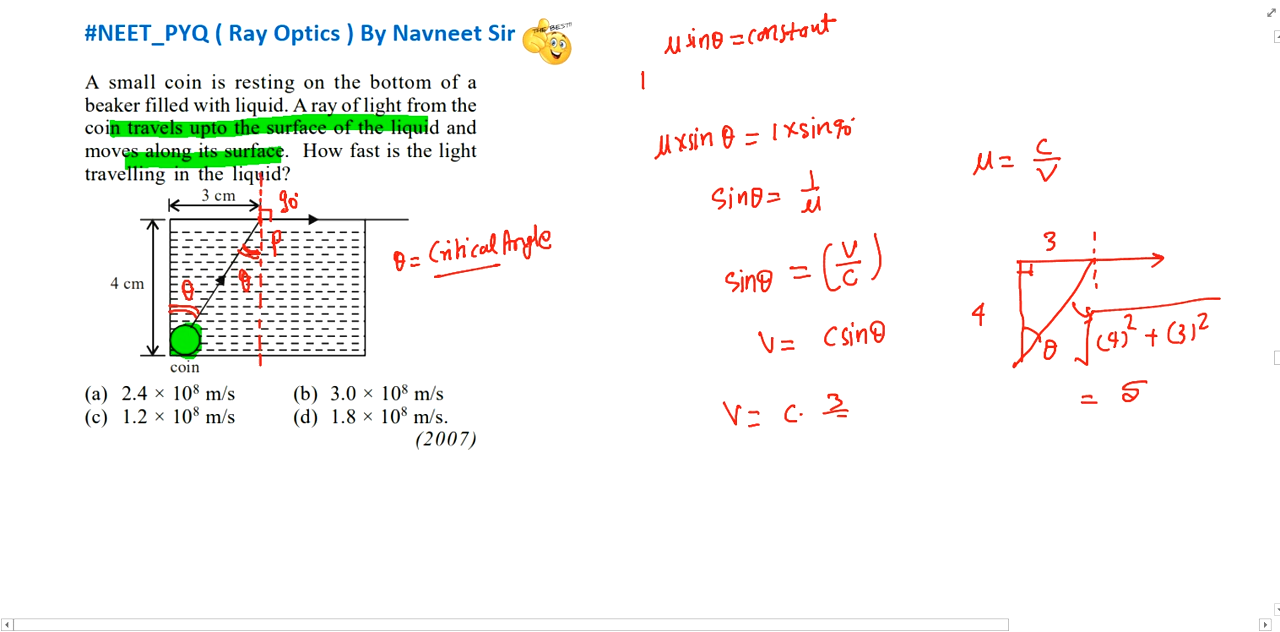 #NEET_PYQ ( Ray Optics ) By Navneet Sir
THE BEST!!!
A small coin is resting on the bottom of a
beaker filled with liquid. A ray of light from the
coin travels upto the surface of the liquid and
moves along its surface. How fast is the light
travelling in the liquid?
3 cm
90°
P
θ
θ
4 cm
coin
θ = Critical Angle
(a) 2.4 × 10⁸ m/s (b) 3.0 × 10⁸ m/s
(c) 1.2 × 10⁸ m/s (d) 1.8 × 10⁸ m/s.
(2007)
μ sinθ = constant
1
μ x sin θ = 1 x sin 90°
sinθ = 1/μ
sinθ = (V/C)
V = C sinθ
V = C. 3
μ = C/V
3
4
θ
√(4)² + (3)²
= 5